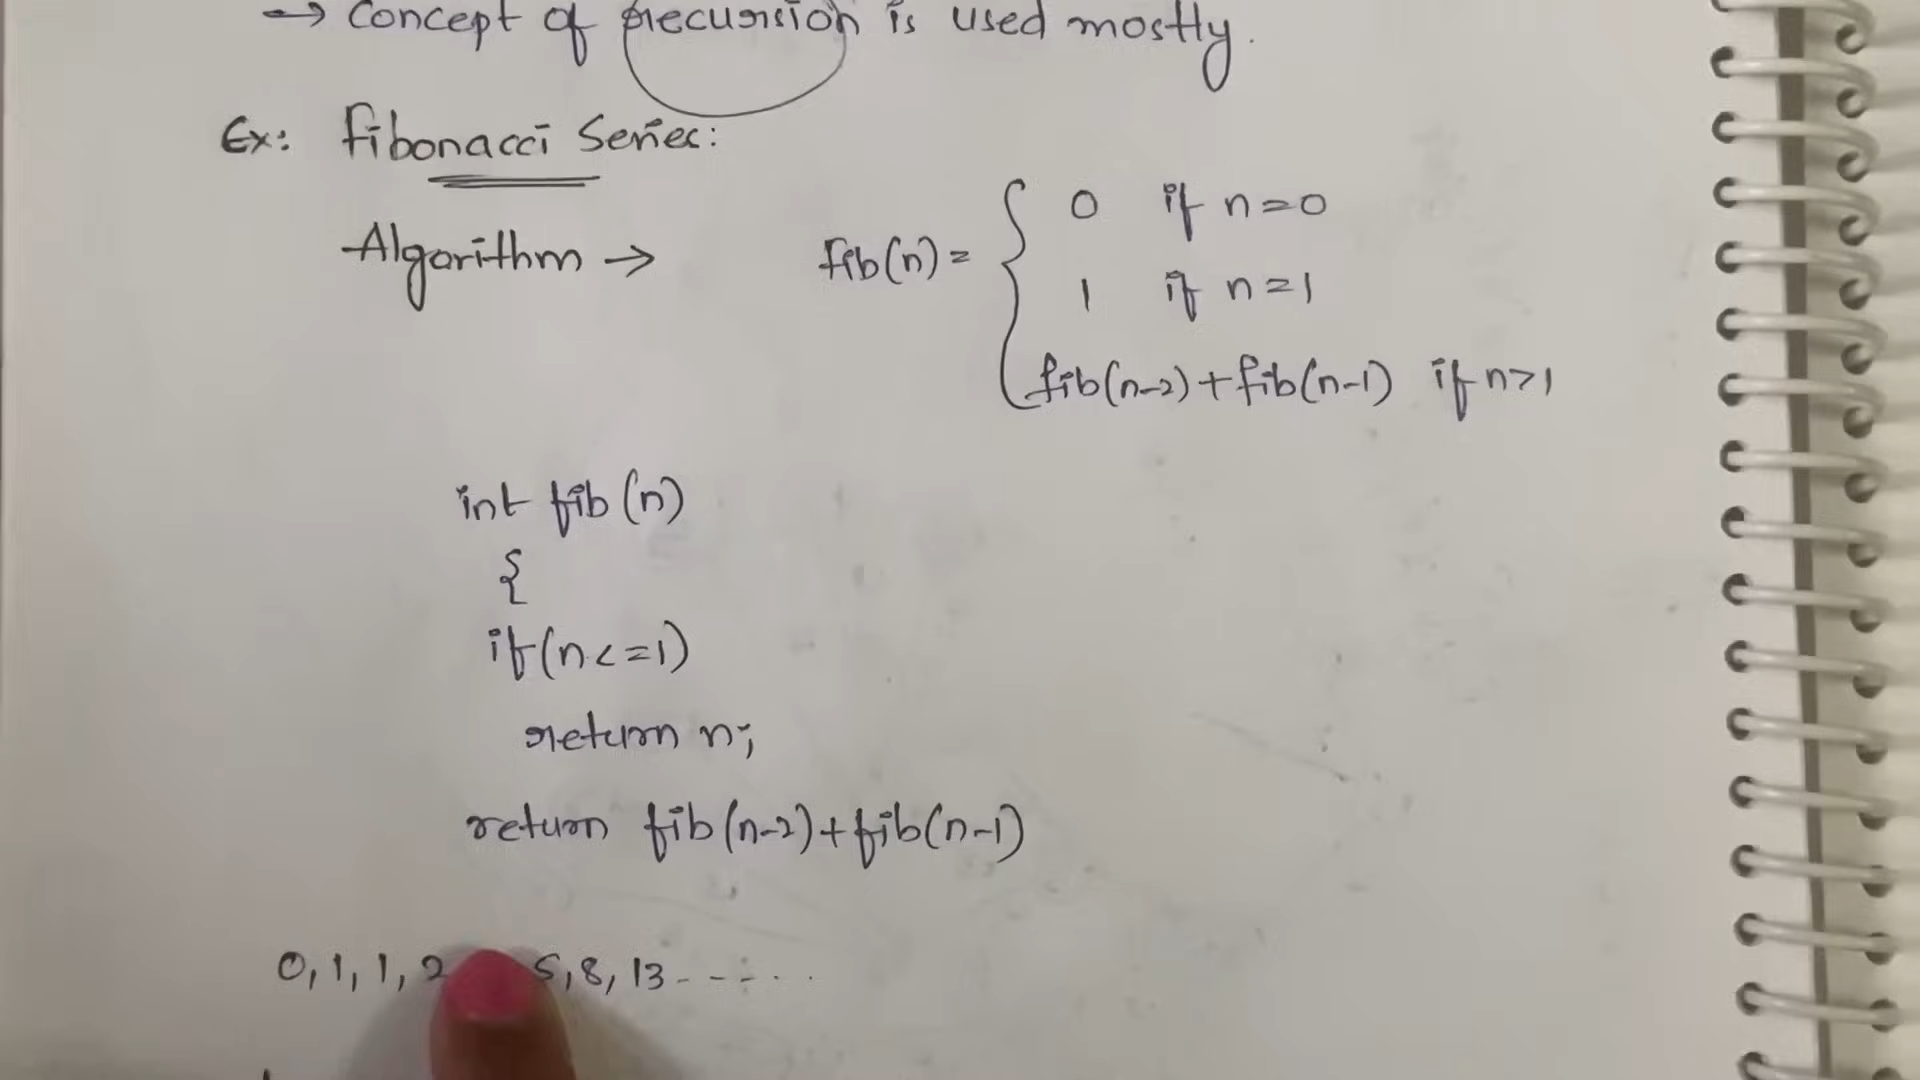 → Concept of recursion is used mostly.
Ex: Fibonacci Series:
Algorithm → fib(n) = {
0 if n=0
1 if n=1
fib(n-2)+fib(n-1) if n>1
int fib(n)
{
if(n<=1)
return n;
return fib(n-2)+fib(n-1)
0, 1, 1, 2 5, 8, 13 - - - - - -